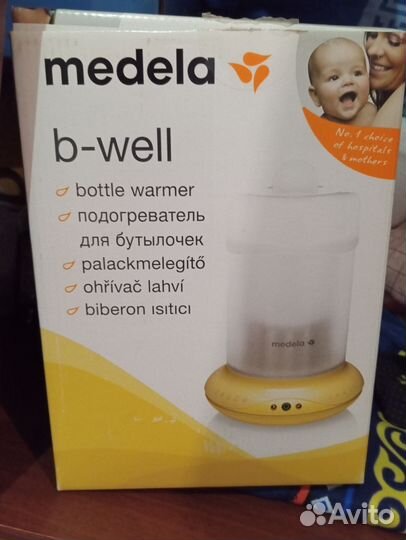 medela
No. 1 choice
of hospitals
& mothers
b-well
bottle warmer
подогреватель
для бутылочек
palackmelegítő
ohřívač lahví
biberon ısıtıcı
medela
Avito